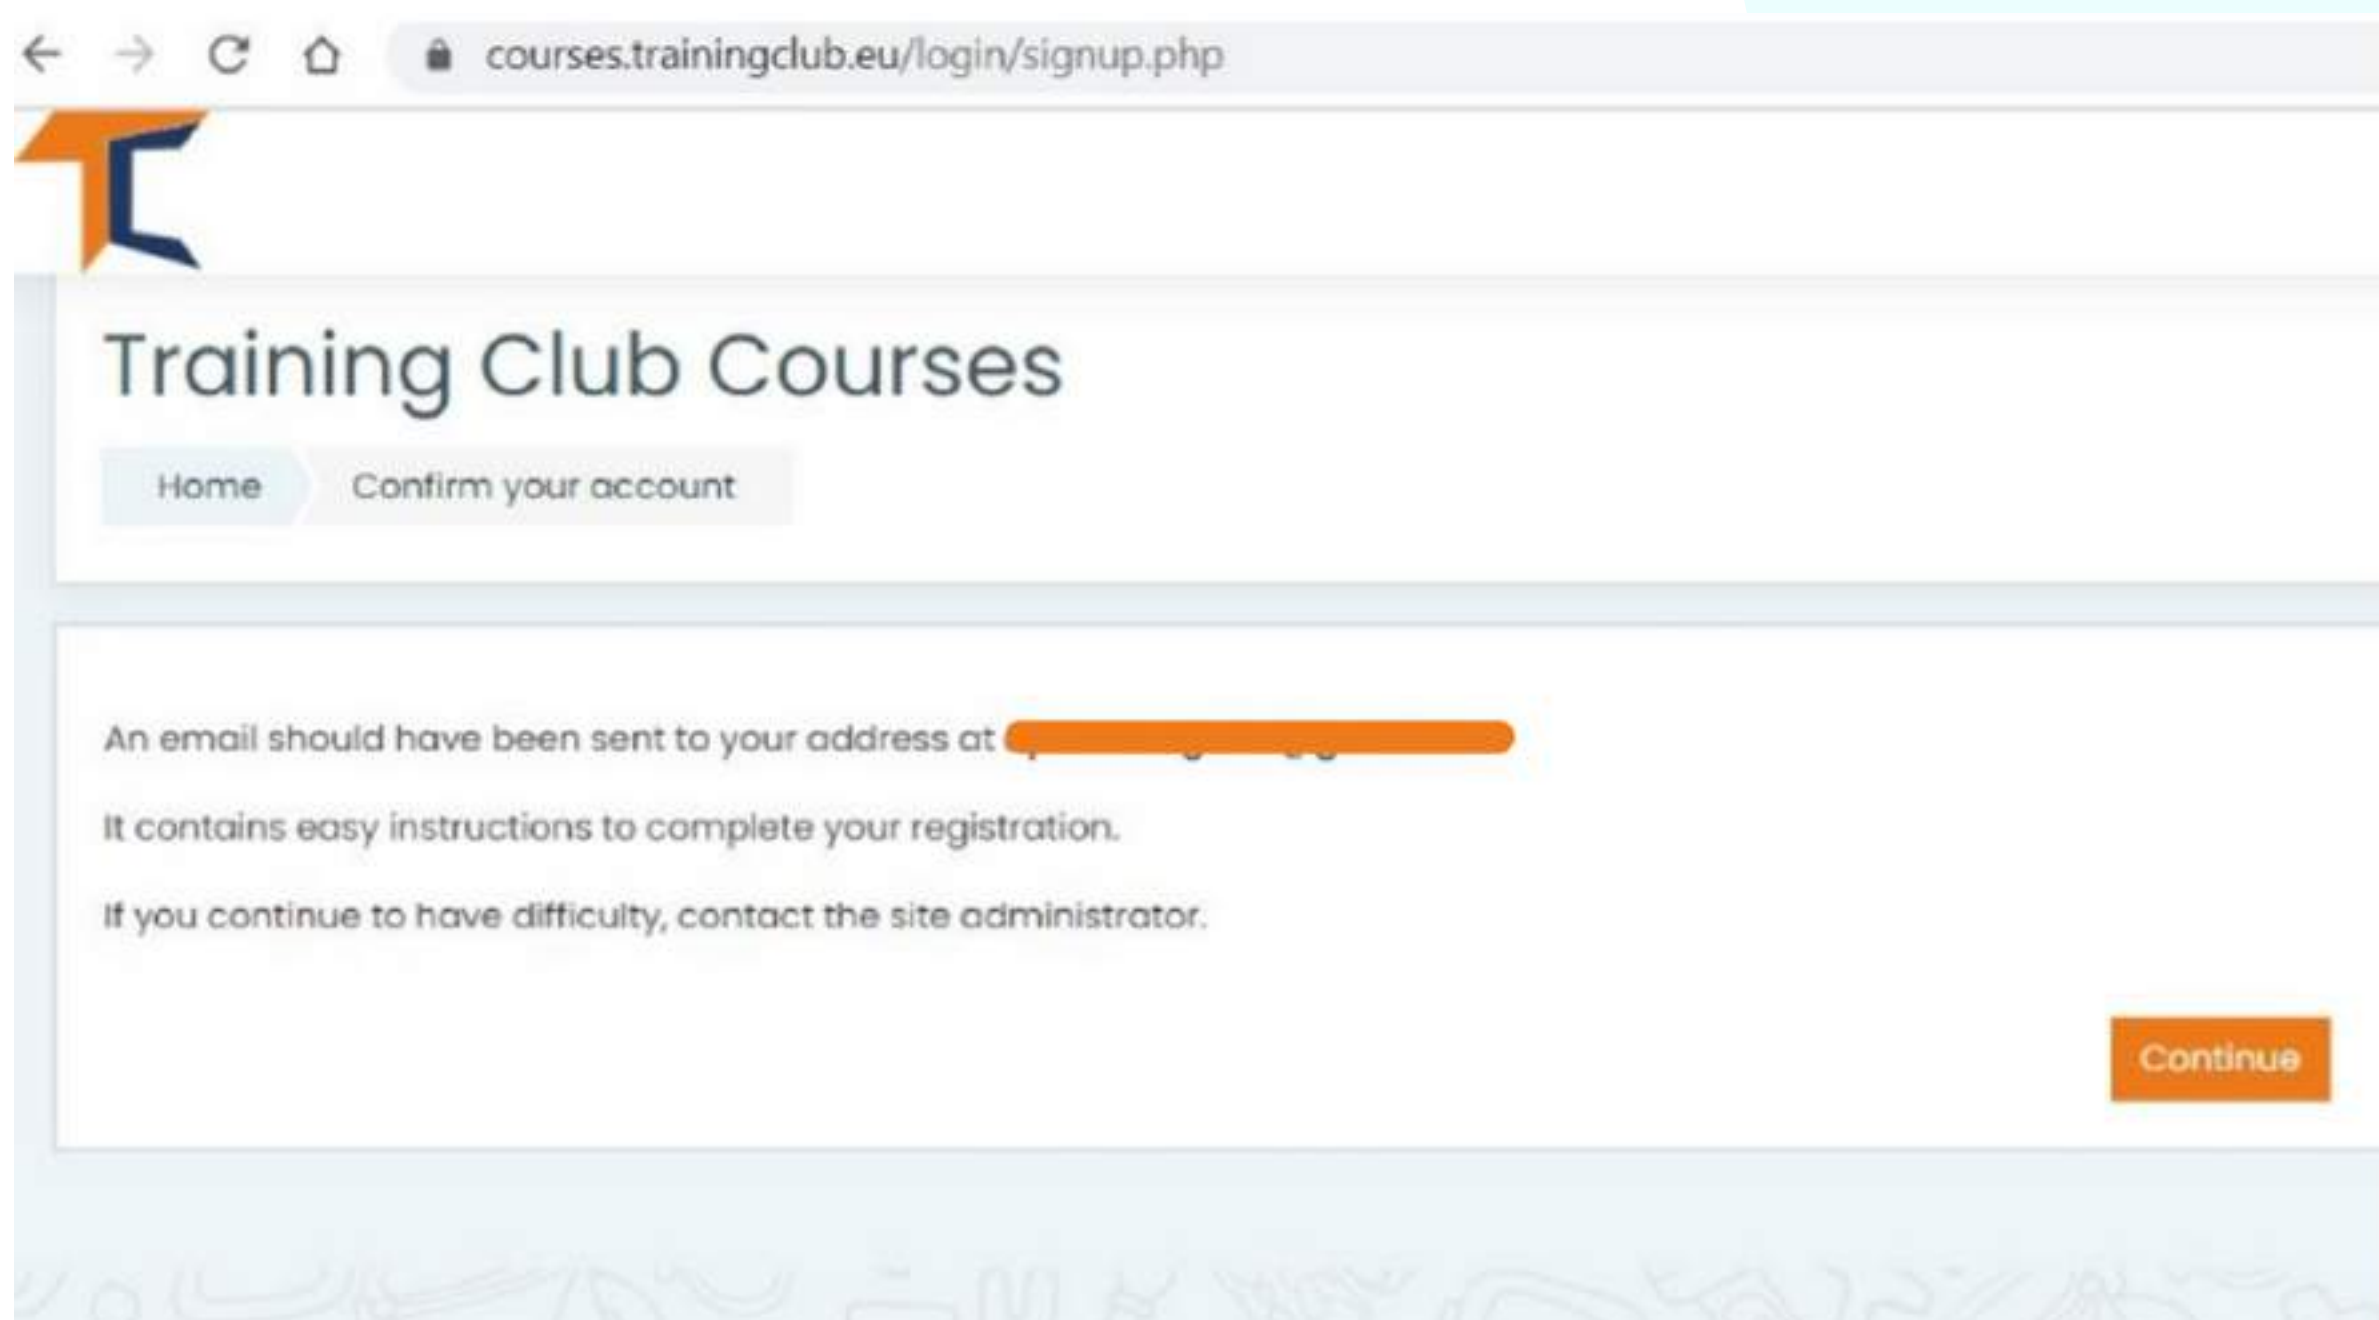 courses.trainingclub.eu/login/signup.php
TC
Training Club Courses
Home Confirm your account
An email should have been sent to your address at
It contains easy instructions to complete your registration.
If you continue to have difficulty, contact the site administrator.
Continue